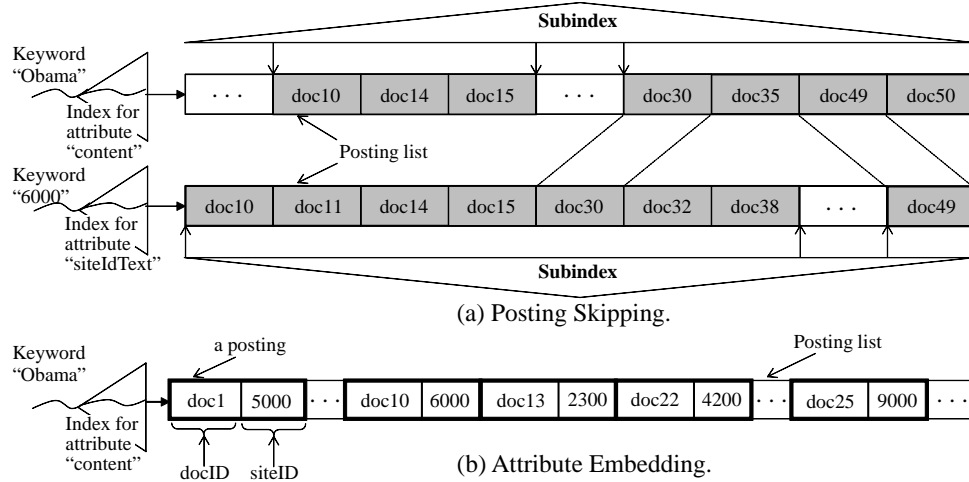 Subindex
Keyword
“Obama”
· · · doc10 doc14 doc15 · · · doc30 doc35 doc49 doc50
Index for
attribute
“content”
Posting list
Keyword
“6000”
doc10 doc11 doc14 doc15 doc30 doc32 doc38 · · · doc49
Index for
attribute
“siteIdText”
Subindex
(a) Posting Skipping.
a posting
Posting list
Keyword
“Obama”
doc1 5000 · · · doc10 6000 doc13 2300 doc22 4200 · · · doc25 9000 · · ·
Index for
attribute
“content”
docID siteID
(b) Attribute Embedding.